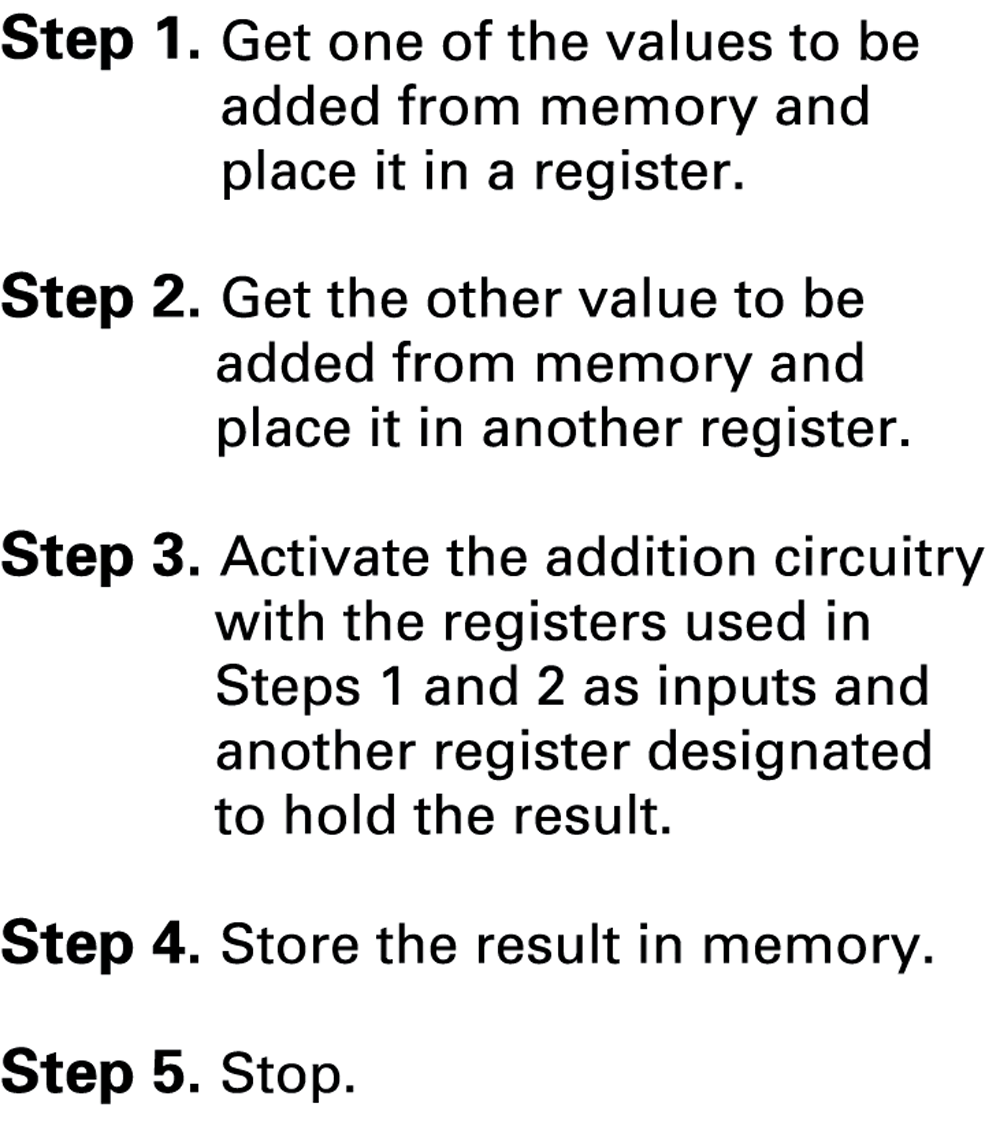 Step 1. Get one of the values to be
added from memory and
place it in a register.
Step 2. Get the other value to be
added from memory and
place it in another register.
Step 3. Activate the addition circuitry
with the registers used in
Steps 1 and 2 as inputs and
another register designated
to hold the result.
Step 4. Store the result in memory.
Step 5. Stop.